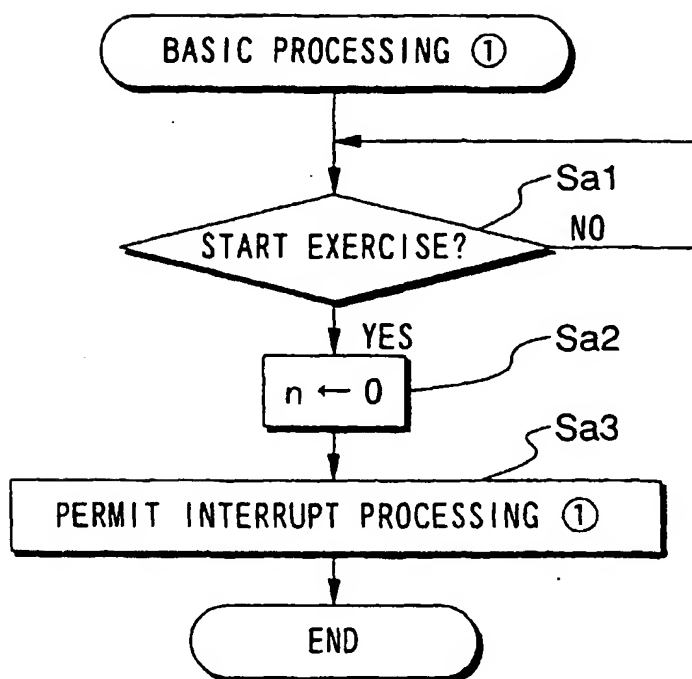 BASIC PROCESSING ①
Sa1
START EXERCISE?
NO
YES
Sa2
n ← 0
Sa3
PERMIT INTERRUPT PROCESSING ①
END